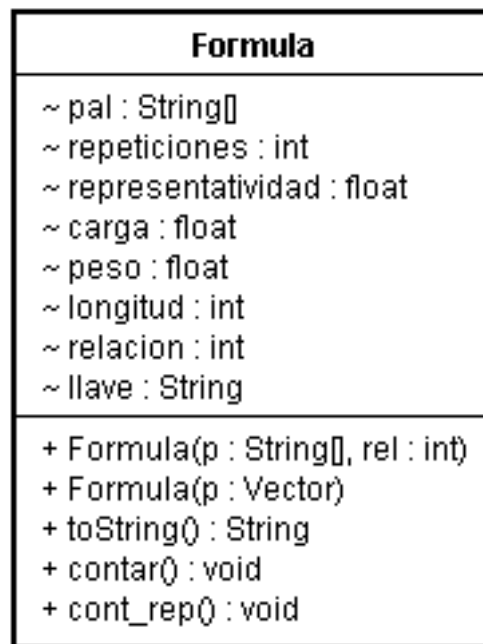 Formula
~ pal : String[]
~ repeticiones : int
~ representatividad : float
~ carga : float
~ peso : float
~ longitud : int
~ relacion : int
~ llave : String
+ Formula(p : String[], rel : int)
+ Formula(p : Vector)
+ toString() : String
+ contar() : void
+ cont_rep() : void